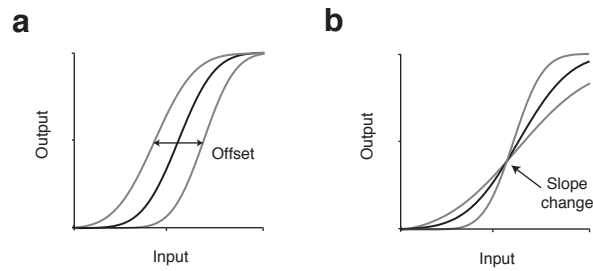 a
Output
Offset
Input
b
Output
Slope
change
Input